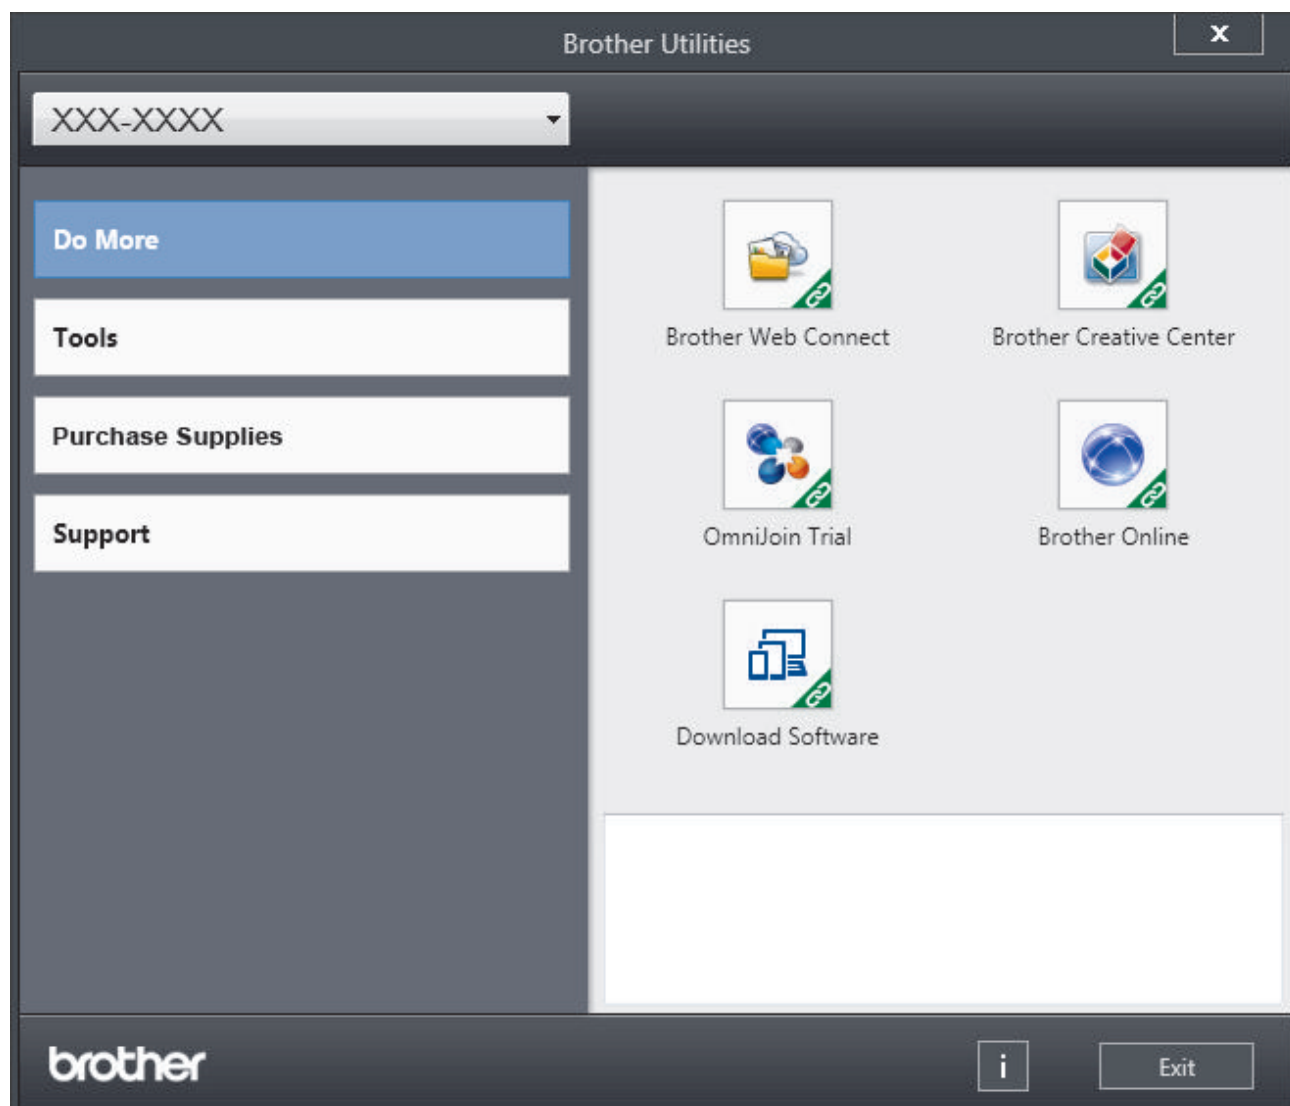 Brother Utilities
X
XXX-XXXX
Do More
Tools
Purchase Supplies
Support
Brother Web Connect
Brother Creative Center
OmniJoin Trial
Brother Online
Download Software
brother
i
Exit